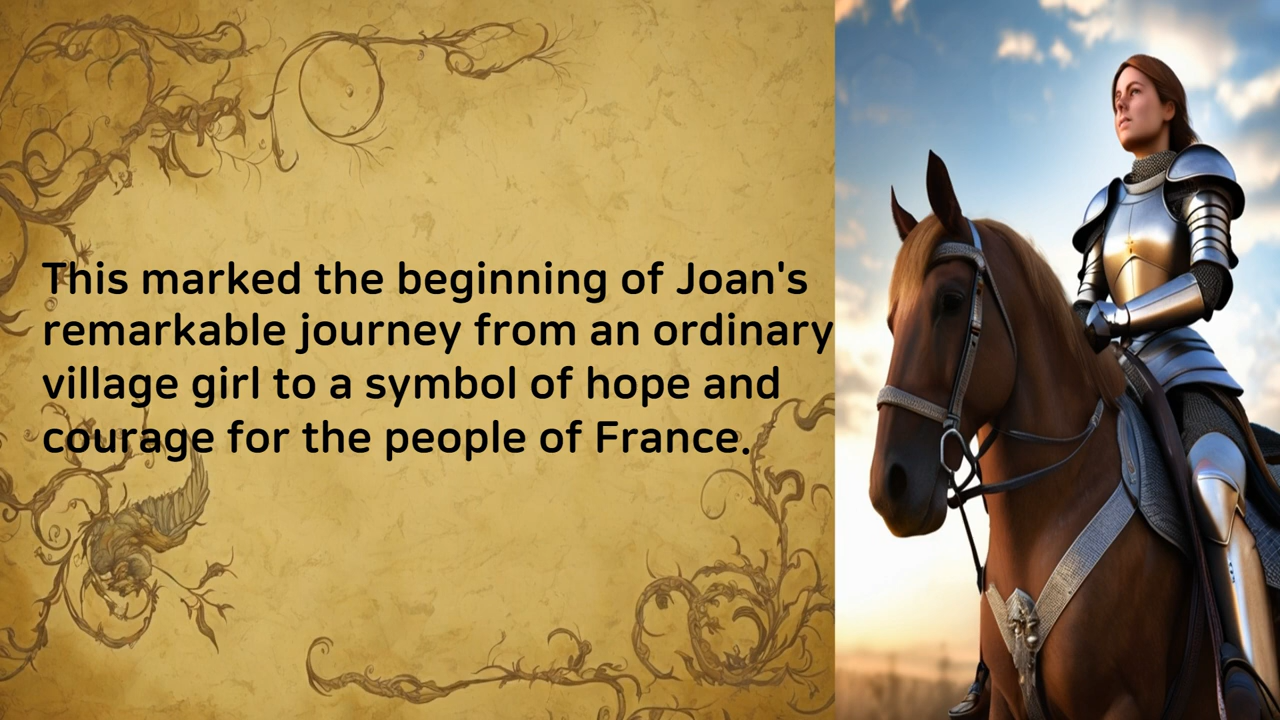 This marked the beginning of Joan's
remarkable journey from an ordinary
village girl to a symbol of hope and
courage for the people of France.